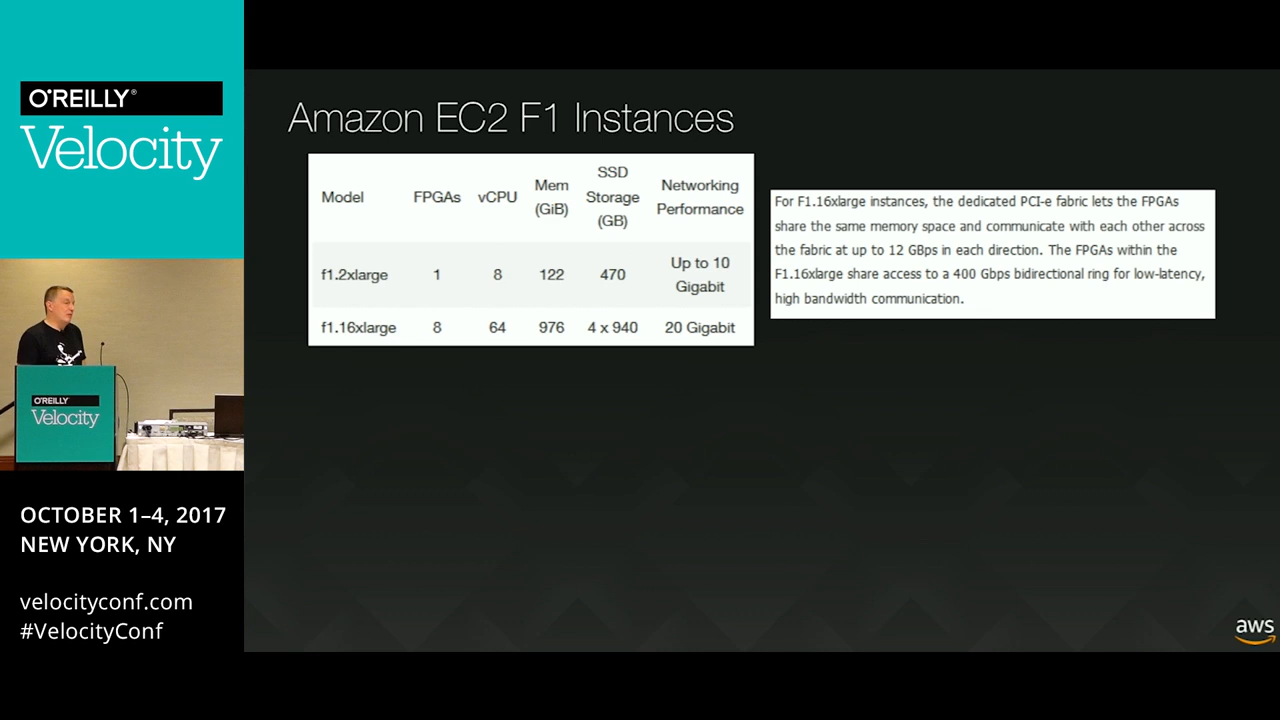 O'REILLY®
Velocity
O'REILLY
Velocity
OCTOBER 1–4, 2017
NEW YORK, NY
velocityconf.com
#VelocityConf
Amazon EC2 F1 Instances
Model FPGAs vCPU Mem (GiB) SSD Storage (GB) Networking Performance
f1.2xlarge 1 8 122 470 Up to 10 Gigabit
f1.16xlarge 8 64 976 4 x 940 20 Gigabit
For F1.16xlarge instances, the dedicated PCI-e fabric lets the FPGAs
share the same memory space and communicate with each other across
the fabric at up to 12 GBps in each direction. The FPGAs within the
F1.16xlarge share access to a 400 Gbps bidirectional ring for low-latency,
high bandwidth communication.
aws